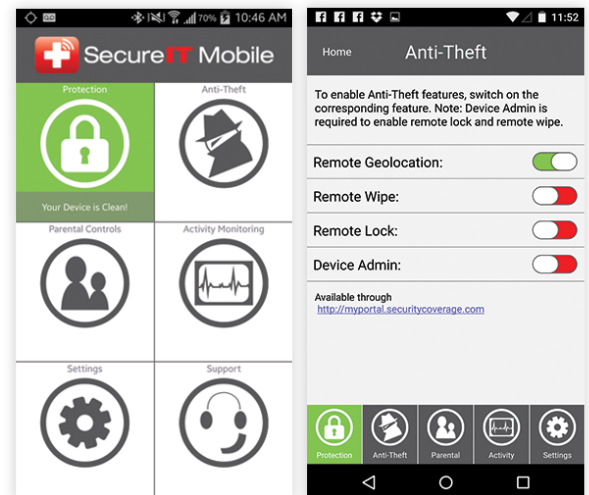 70% 10:46 AM
SecureIT Mobile
Protection
Anti-Theft
Your Device is Clean!
Parental Controls
Activity Monitoring
Settings
Support
11:52
Home
Anti-Theft
To enable Anti-Theft features, switch on the
corresponding feature. Note: Device Admin is
required to enable remote lock and remote wipe.
Remote Geolocation:
Remote Wipe:
Remote Lock:
Device Admin:
Available through
http://myportal.securitycoverage.com
Protection
Anti-Theft
Parental
Activity
Settings